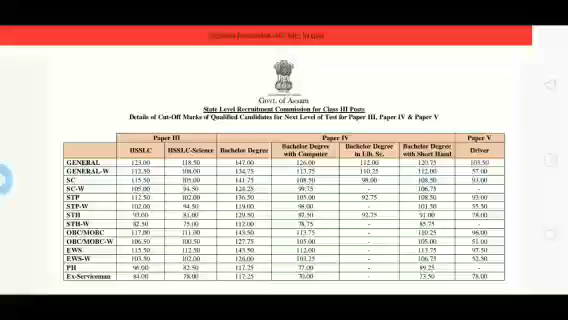 GOVT. OF ASSAM
State Level Recruitment Commission for Class III Posts
Details of Cut-Off Marks of Qualified Candidates for Next Level of Test for Paper III, Paper IV & Paper V
Paper III Paper IV Paper V
HSSLC HSSLC-Science Bachelor Degree Bachelor Degree with Computer Bachelor Degree in Lib. Sc. Bachelor Degree with Short Hand Driver
GENERAL 123.00 118.50 147.00 126.00 112.00 120.75 103.50
GENERAL-W 112.50 108.00 134.75 113.75 110.25 112.00 57.00
SC 115.50 105.00 141.75 108.50 98.00 108.50 93.00
SC-W 105.00 94.50 124.25 99.75 - 106.75 -
STP 112.50 102.00 136.50 105.00 92.75 108.50 93.00
STP-W 102.00 94.50 119.00 98.00 - 101.50 55.50
STH 93.00 81.00 129.50 87.50 92.75 91.00 78.00
STH-W 82.50 75.00 112.00 78.75 - 85.75 -
OBC/MOBC 117.00 111.00 143.50 113.75 - 110.25 96.00
OBC/MOBC-W 106.50 100.50 127.75 105.00 - 105.00 51.00
EWS 115.50 112.50 143.50 112.00 - 113.75 97.50
EWS-W 103.50 102.00 126.00 103.25 - 106.75 52.50
PH 96.00 82.50 117.25 77.00 - 89.25 -
Ex-Serviceman 84.00 78.00 117.25 70.00 - 73.50 78.00